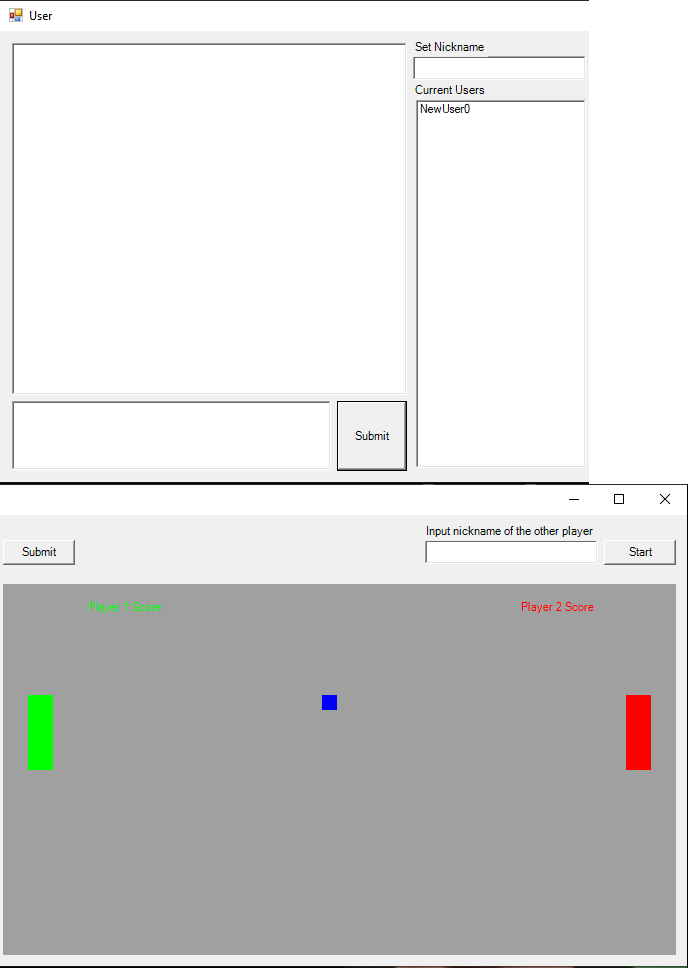 User
Set Nickname
Current Users
NewUser0
Submit
Input nickname of the other player
Submit
Start
Player 1 Score
Player 2 Score